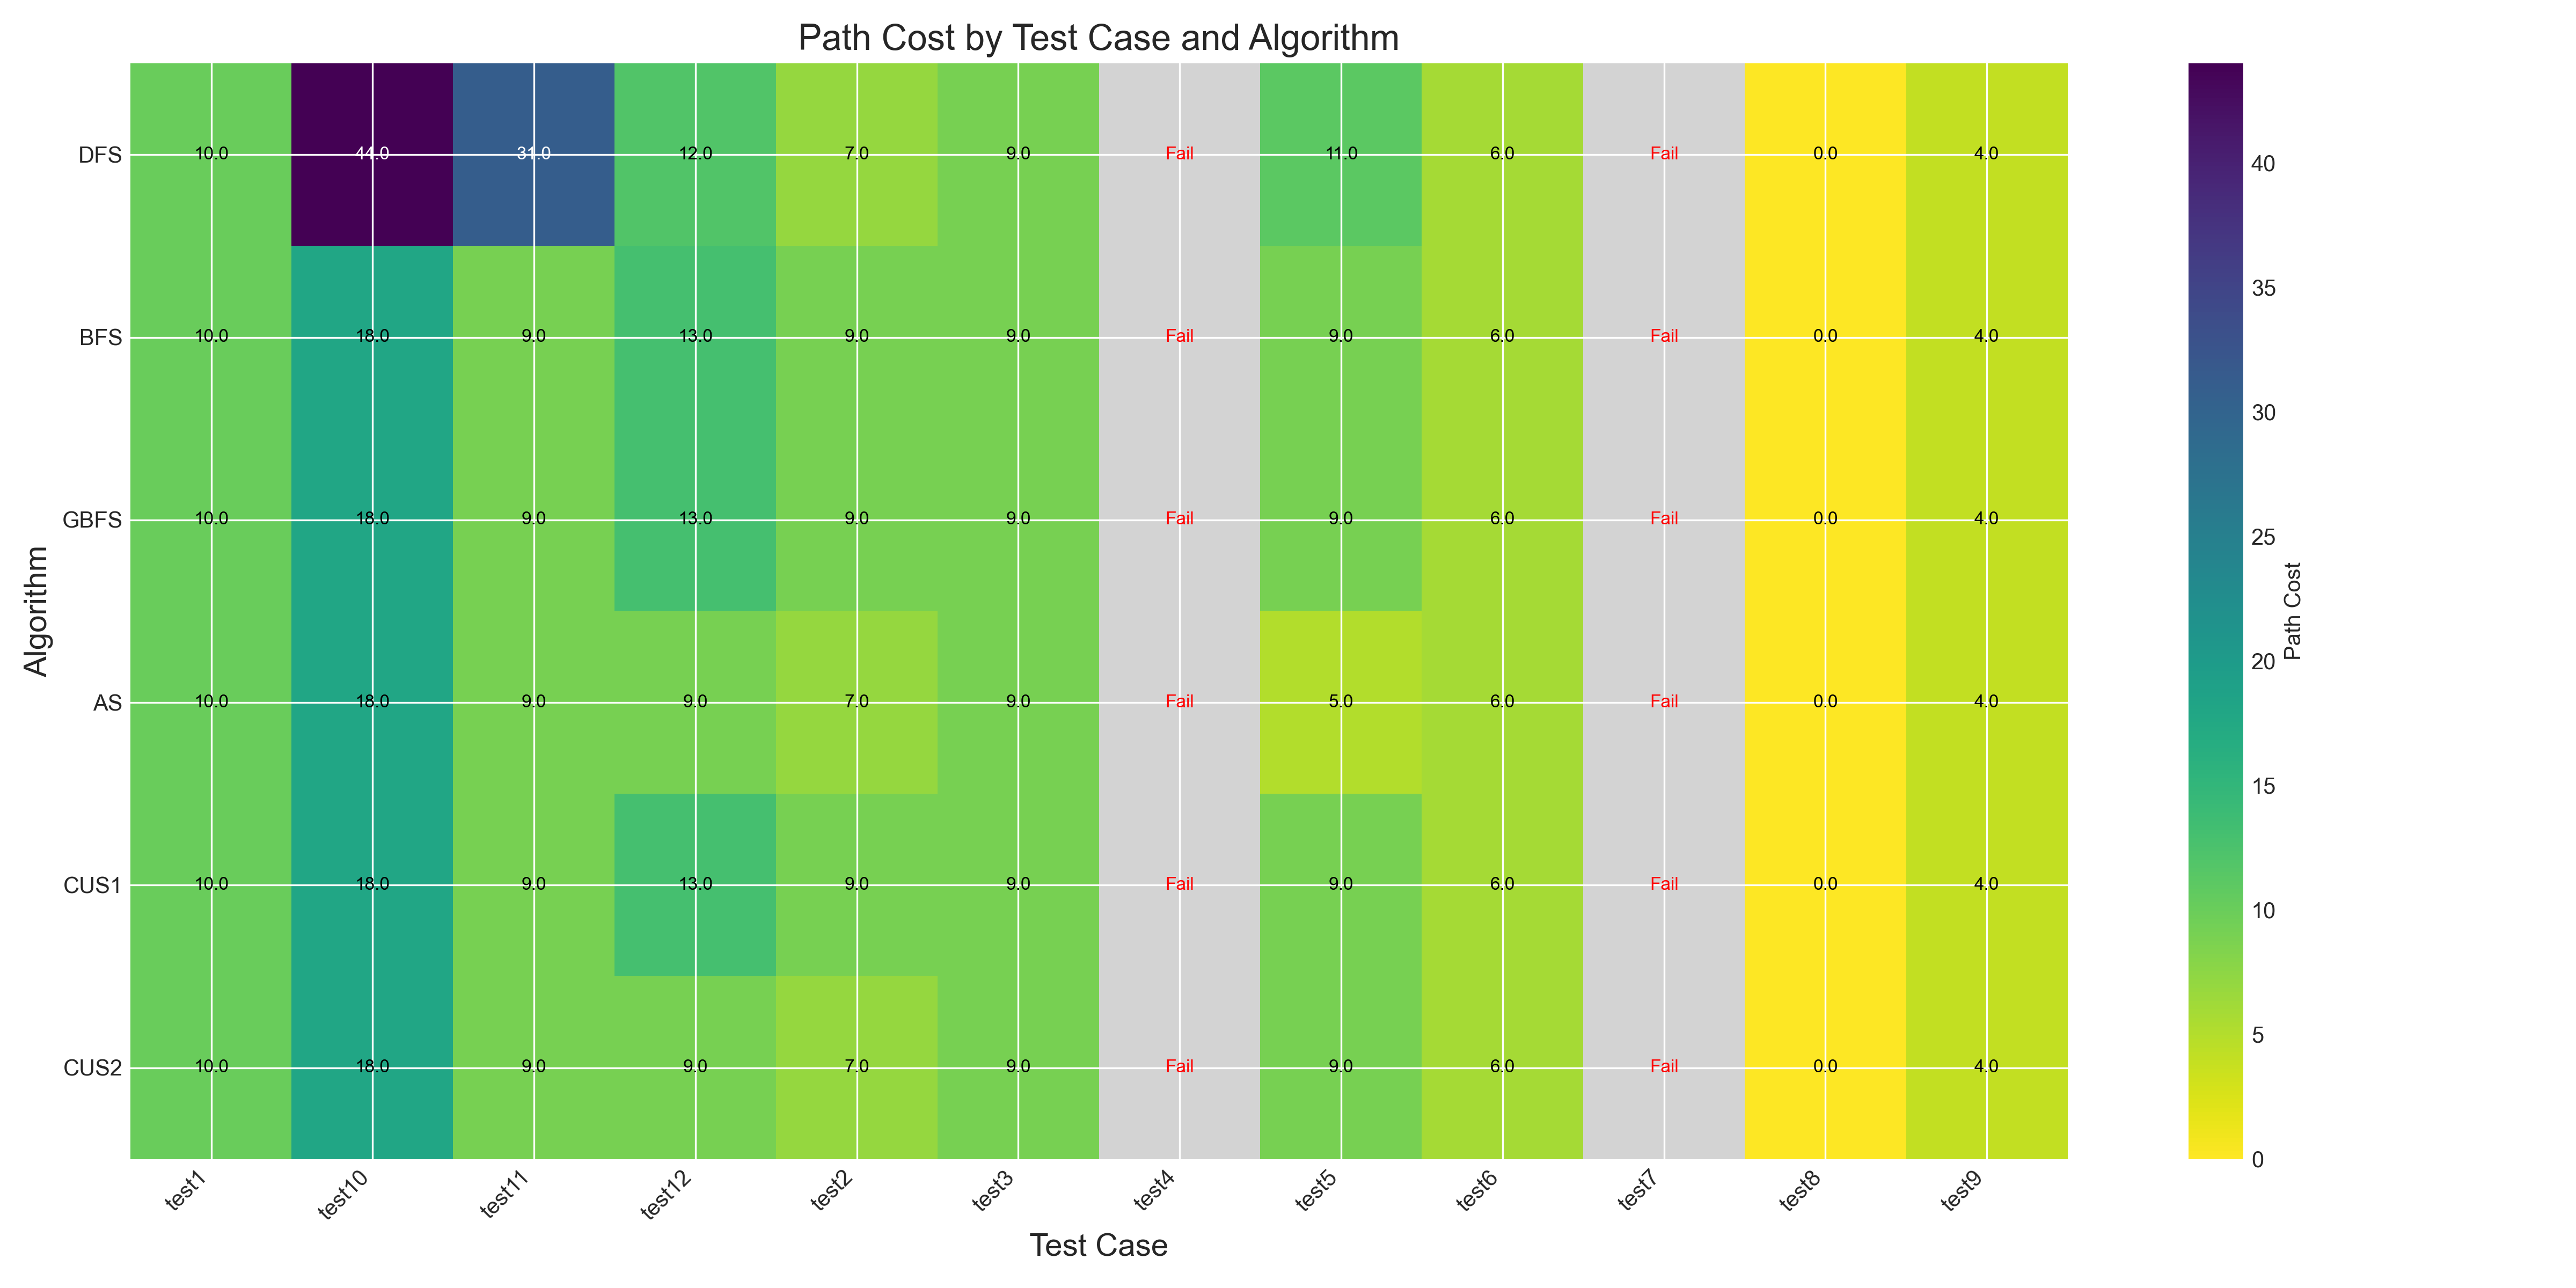 Path Cost by Test Case and Algorithm
DFS 10.0 44.0 31.0 12.0 7.0 9.0 Fail 11.0 6.0 Fail 0.0 4.0
BFS 10.0 18.0 9.0 13.0 9.0 9.0 Fail 9.0 6.0 Fail 0.0 4.0
GBFS 10.0 18.0 9.0 13.0 9.0 9.0 Fail 9.0 6.0 Fail 0.0 4.0
AS 10.0 18.0 9.0 9.0 7.0 9.0 Fail 5.0 6.0 Fail 0.0 4.0
CUS1 10.0 18.0 9.0 13.0 9.0 9.0 Fail 9.0 6.0 Fail 0.0 4.0
CUS2 10.0 18.0 9.0 9.0 7.0 9.0 Fail 9.0 6.0 Fail 0.0 4.0
Algorithm
test1 test10 test11 test12 test2 test3 test4 test5 test6 test7 test8 test9
Test Case
40
35
30
25
20
15
10
5
0
Path Cost